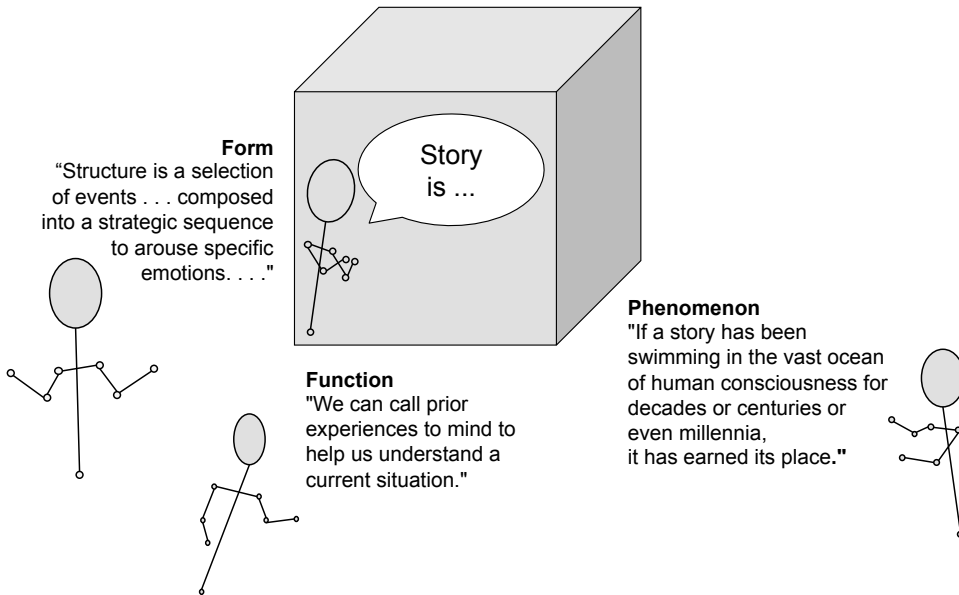 Story
is ...
Form
“Structure is a selection
of events . . . composed
into a strategic sequence
to arouse specific
emotions. . . ."
Function
"We can call prior
experiences to mind to
help us understand a
current situation."
Phenomenon
"If a story has been
swimming in the vast ocean
of human consciousness for
decades or centuries or
even millennia,
it has earned its place."